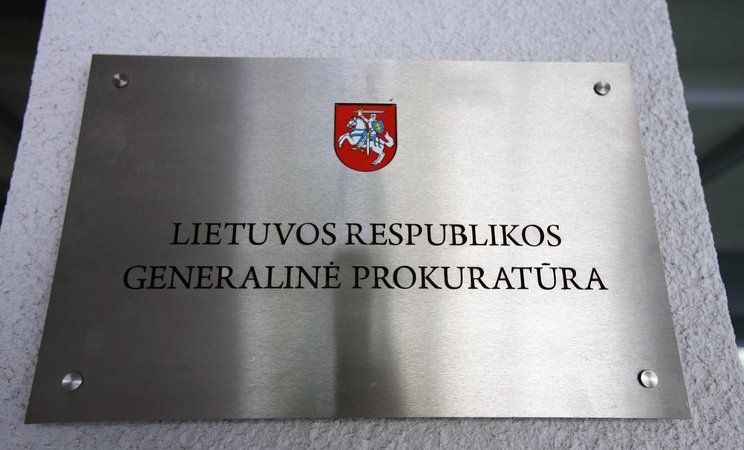 LIETUVOS RESPUBLIKOS
GENERALINĖ PROKURATŪRA